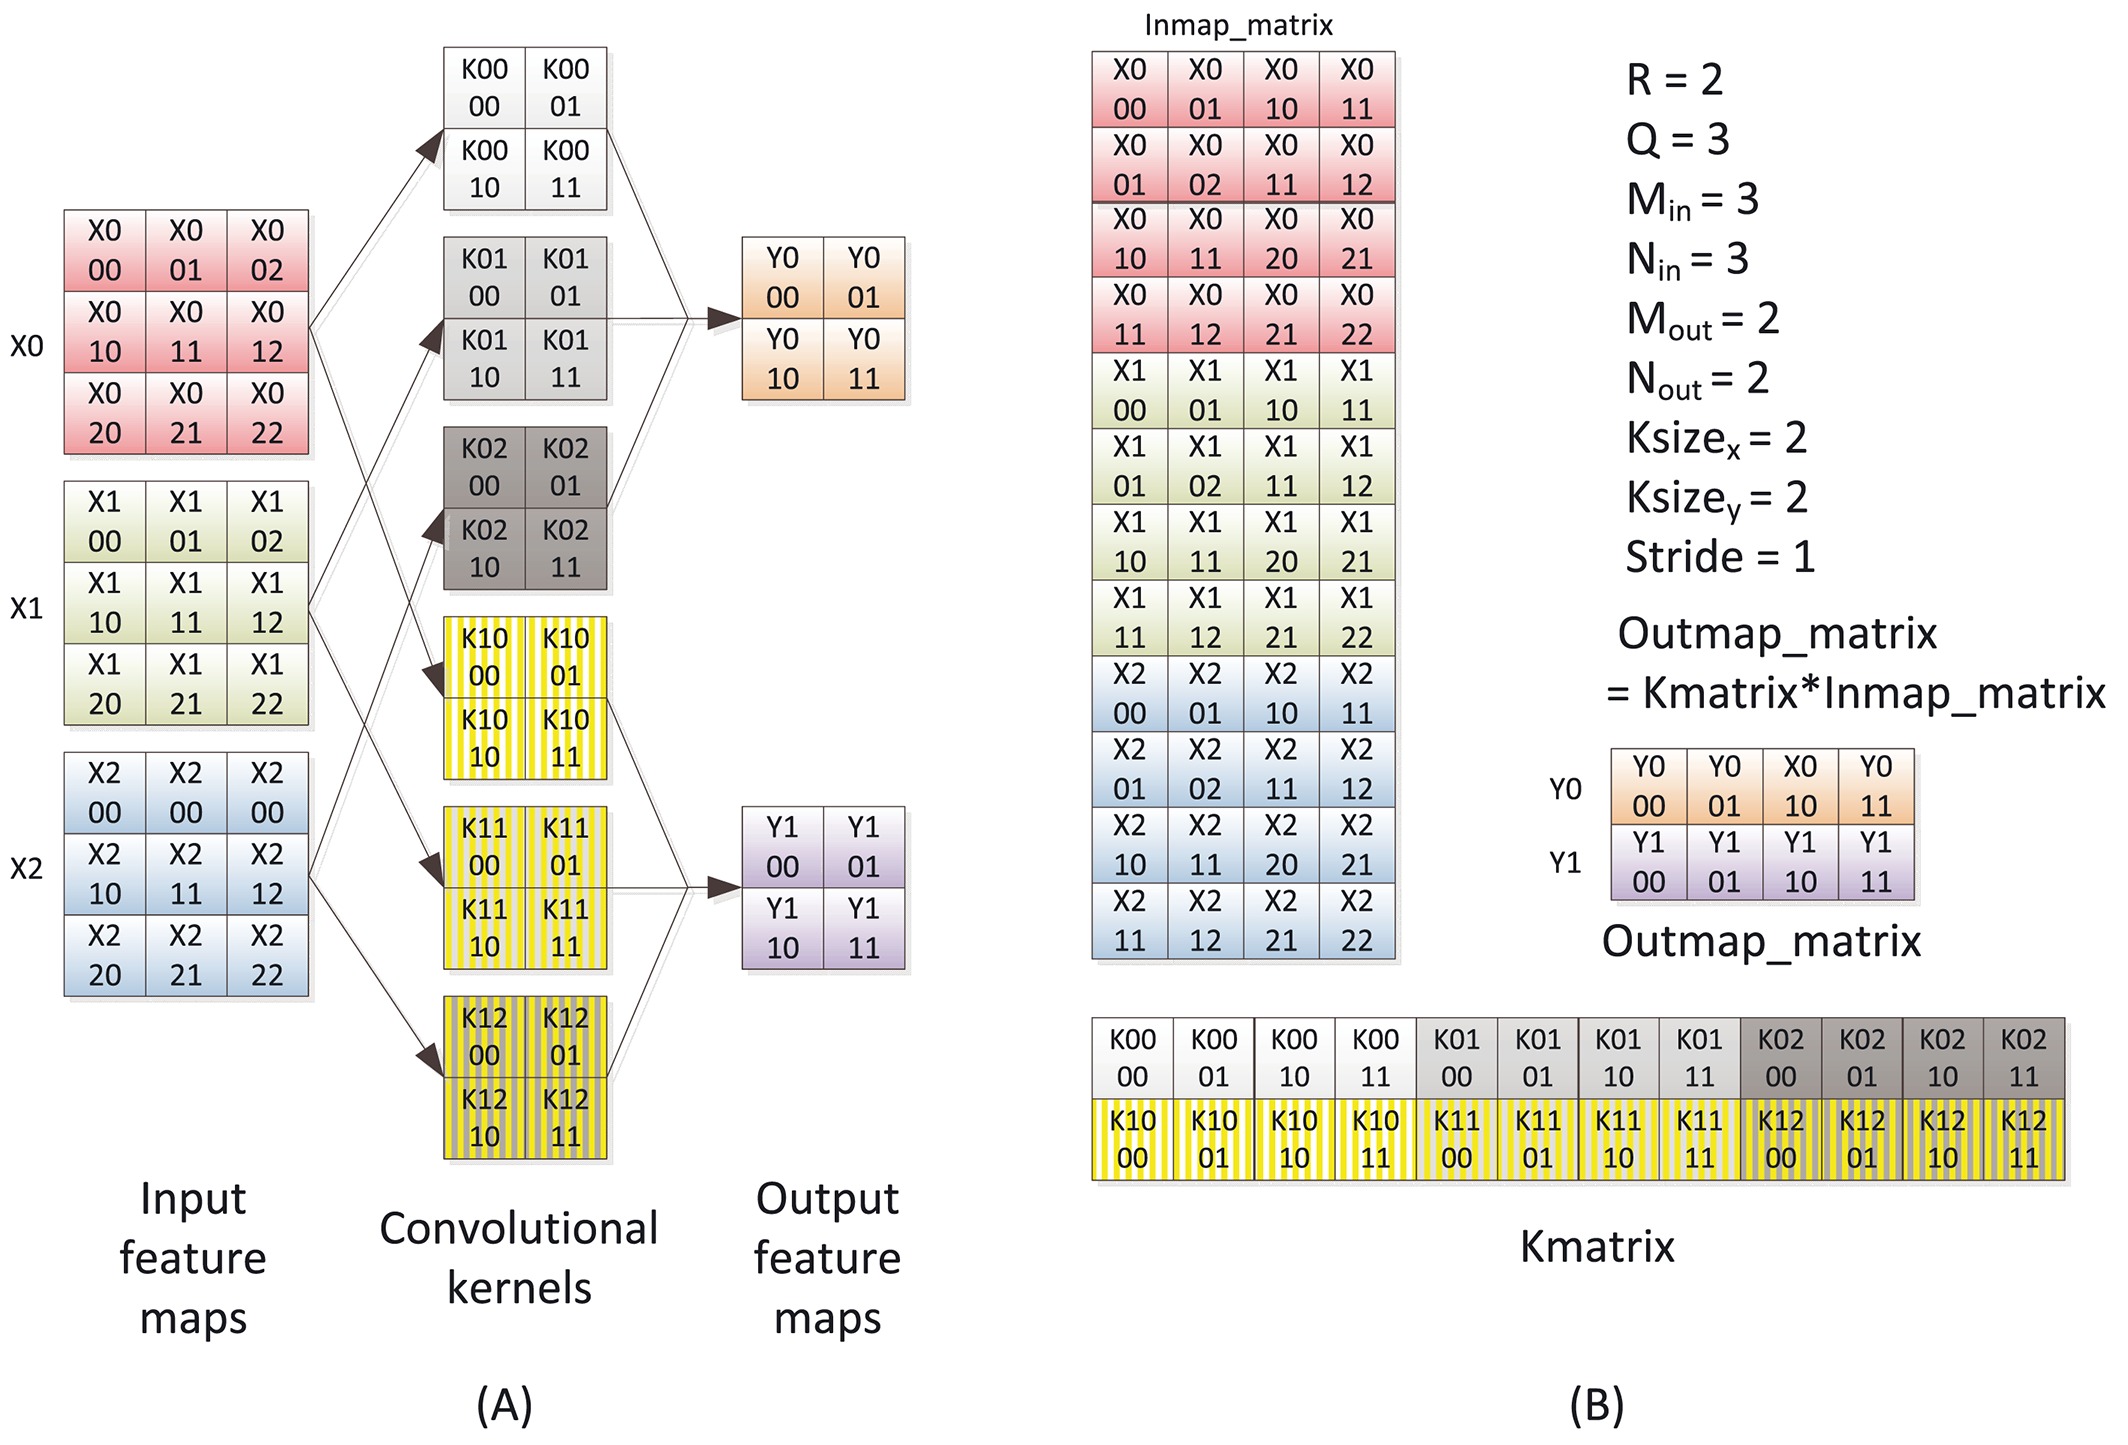 X0 X0 X0
00 01 02
X0 X0 X0
10 11 12
X0 X0 X0
20 21 22
X0
X1 X1 X1
00 01 02
X1 X1 X1
10 11 12
X1 X1 X1
20 21 22
X1
X2 X2 X2
00 00 00
X2 X2 X2
10 11 12
X2 X2 X2
20 21 22
X2
Input
feature
maps
K00 K00
00 01
K00 K00
10 11
K01 K01
00 01
K01 K01
10 11
K02 K02
00 01
K02 K02
10 11
K10 K10
00 01
K10 K10
10 11
K11 K11
00 01
K11 K11
10 11
K12 K12
00 01
K12 K12
10 11
Convolutional
kernels
Y0 Y0
00 01
Y0 Y0
10 11
Y1 Y1
00 01
Y1 Y1
10 11
Output
feature
maps
(A)
Inmap_matrix
X0 X0 X0 X0
00 01 10 11
X0 X0 X0 X0
01 02 11 12
X0 X0 X0 X0
10 11 20 21
X0 X0 X0 X0
11 12 21 22
X1 X1 X1 X1
00 01 10 11
X1 X1 X1 X1
01 02 11 12
X1 X1 X1 X1
10 11 20 21
X1 X1 X1 X1
11 12 21 22
X2 X2 X2 X2
00 01 10 11
X2 X2 X2 X2
01 02 11 12
X2 X2 X2 X2
10 11 20 21
X2 X2 X2 X2
11 12 21 22
R = 2
Q = 3
Min = 3
Nin = 3
Mout = 2
Nout = 2
Ksizex = 2
Ksizey = 2
Stride = 1
Outmap_matrix
= Kmatrix*Inmap_matrix
Y0
Y0 Y0 X0 Y0
00 01 10 11
Y1
Y1 Y1 Y1 Y1
00 01 10 11
Outmap_matrix
K00 K00 K00 K00 K01 K01 K01 K01 K02 K02 K02 K02
00 01 10 11 00 01 10 11 00 01 10 11
K10 K10 K10 K10 K11 K11 K11 K11 K12 K12 K12 K12
00 01 10 11 00 01 10 11 00 01 10 11
Kmatrix
(B)